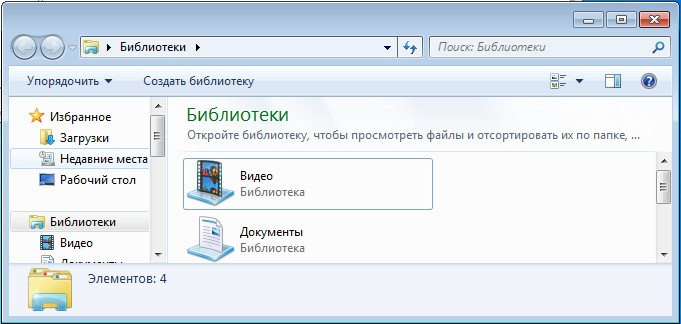 Библиотеки
Поиск: Библиотеки
Упорядочить
Создать библиотеку
Избранное
Загрузки
Недавние места
Рабочий стол
Библиотеки
Видео
Документы
Библиотеки
Откройте библиотеку, чтобы просмотреть файлы и отсортировать их по папке, ...
Видео
Библиотека
Документы
Библиотека
Элементов: 4